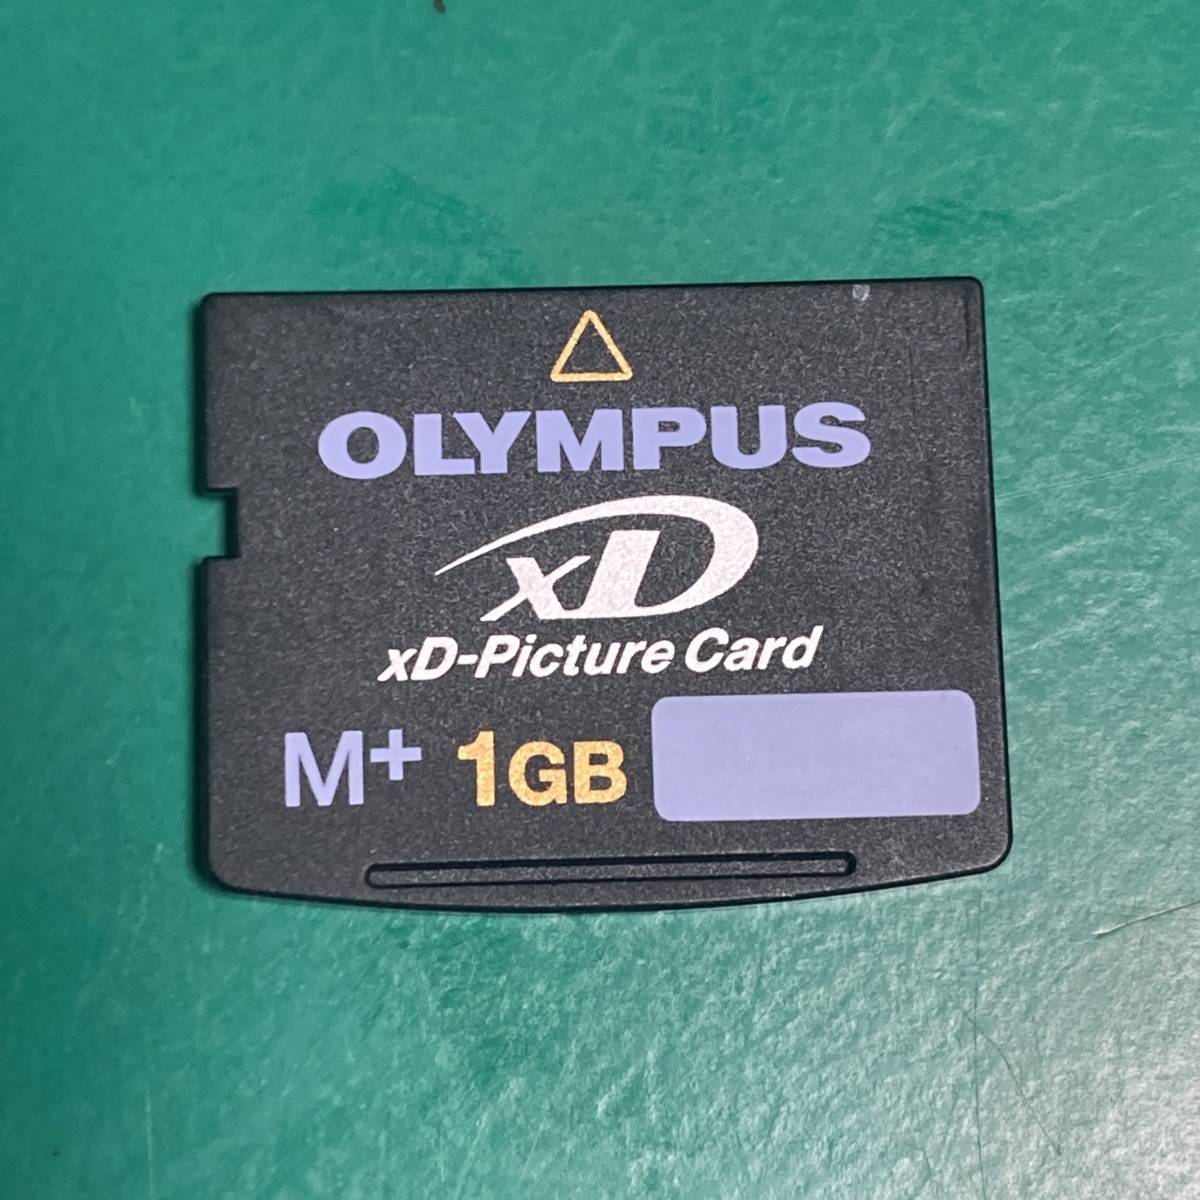 OLYMPUS
xD
xD-Picture Card
M+ 1GB